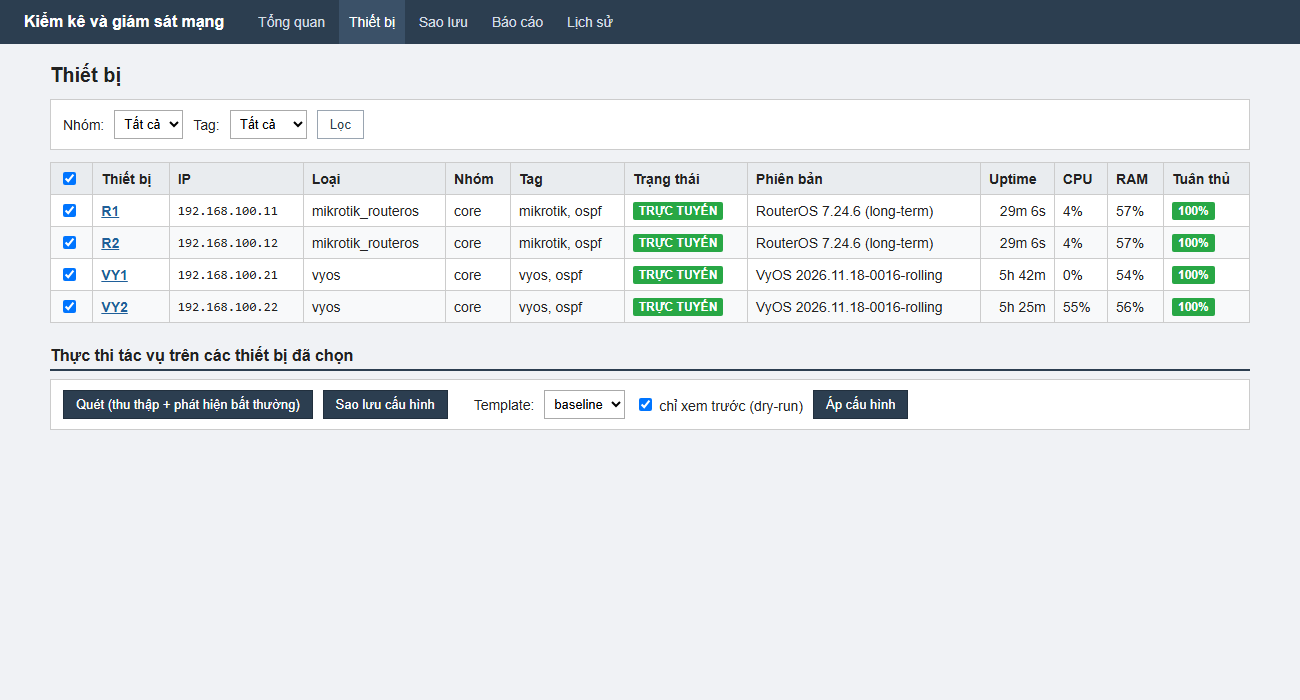 Kiểm kê và giám sát mạng Tổng quan Thiết bị Sao lưu Báo cáo Lịch sử
Thiết bị
Nhóm: Tất cả Tag: Tất cả Lọc
Thiết bị IP Loại Nhóm Tag Trạng thái Phiên bản Uptime CPU RAM Tuân thủ
R1 192.168.100.11 mikrotik_routeros core mikrotik, ospf TRỰC TUYẾN RouterOS 7.24.6 (long-term) 29m 6s 4% 57% 100%
R2 192.168.100.12 mikrotik_routeros core mikrotik, ospf TRỰC TUYẾN RouterOS 7.24.6 (long-term) 29m 6s 4% 57% 100%
VY1 192.168.100.21 vyos core vyos, ospf TRỰC TUYẾN VyOS 2026.11.18-0016-rolling 5h 42m 0% 54% 100%
VY2 192.168.100.22 vyos core vyos, ospf TRỰC TUYẾN VyOS 2026.11.18-0016-rolling 5h 25m 55% 56% 100%
Thực thi tác vụ trên các thiết bị đã chọn
Quét (thu thập + phát hiện bất thường) Sao lưu cấu hình Template: baseline chỉ xem trước (dry-run) Áp cấu hình